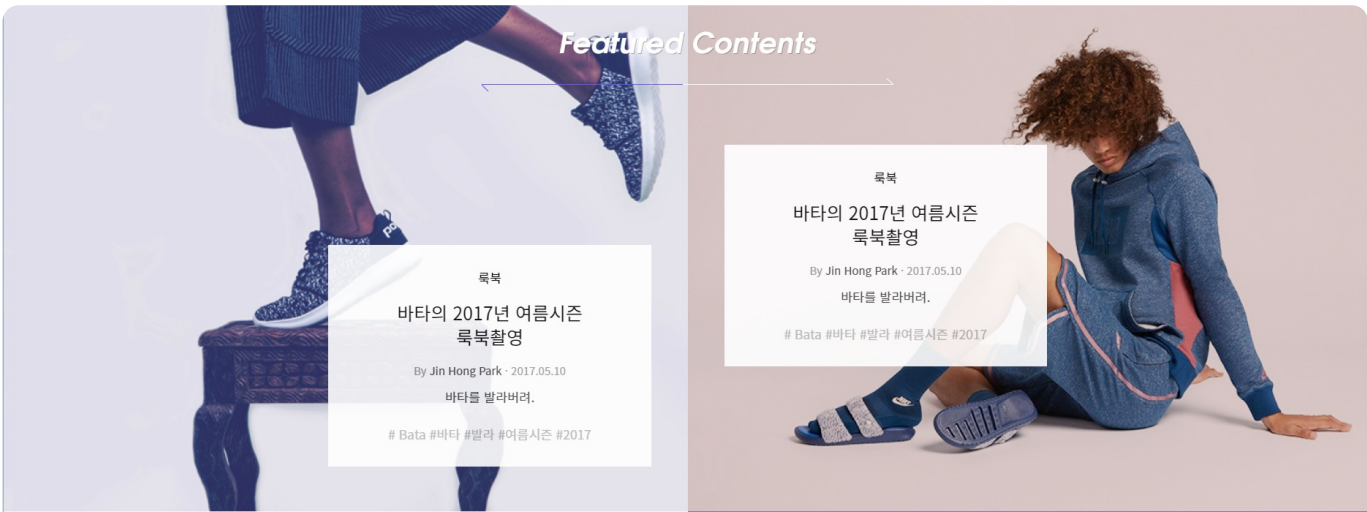 Featured Contents
룩북
바타의 2017년 여름시즌
룩북촬영
By Jin Hong Park · 2017.05.10
바타를 발라버려.
# Bata #바타 #발라 #여름시즌 #2017
룩북
바타의 2017년 여름시즌
룩북촬영
By Jin Hong Park · 2017.05.10
바타를 발라버려.
# Bata #바타 #발라 #여름시즌 #2017